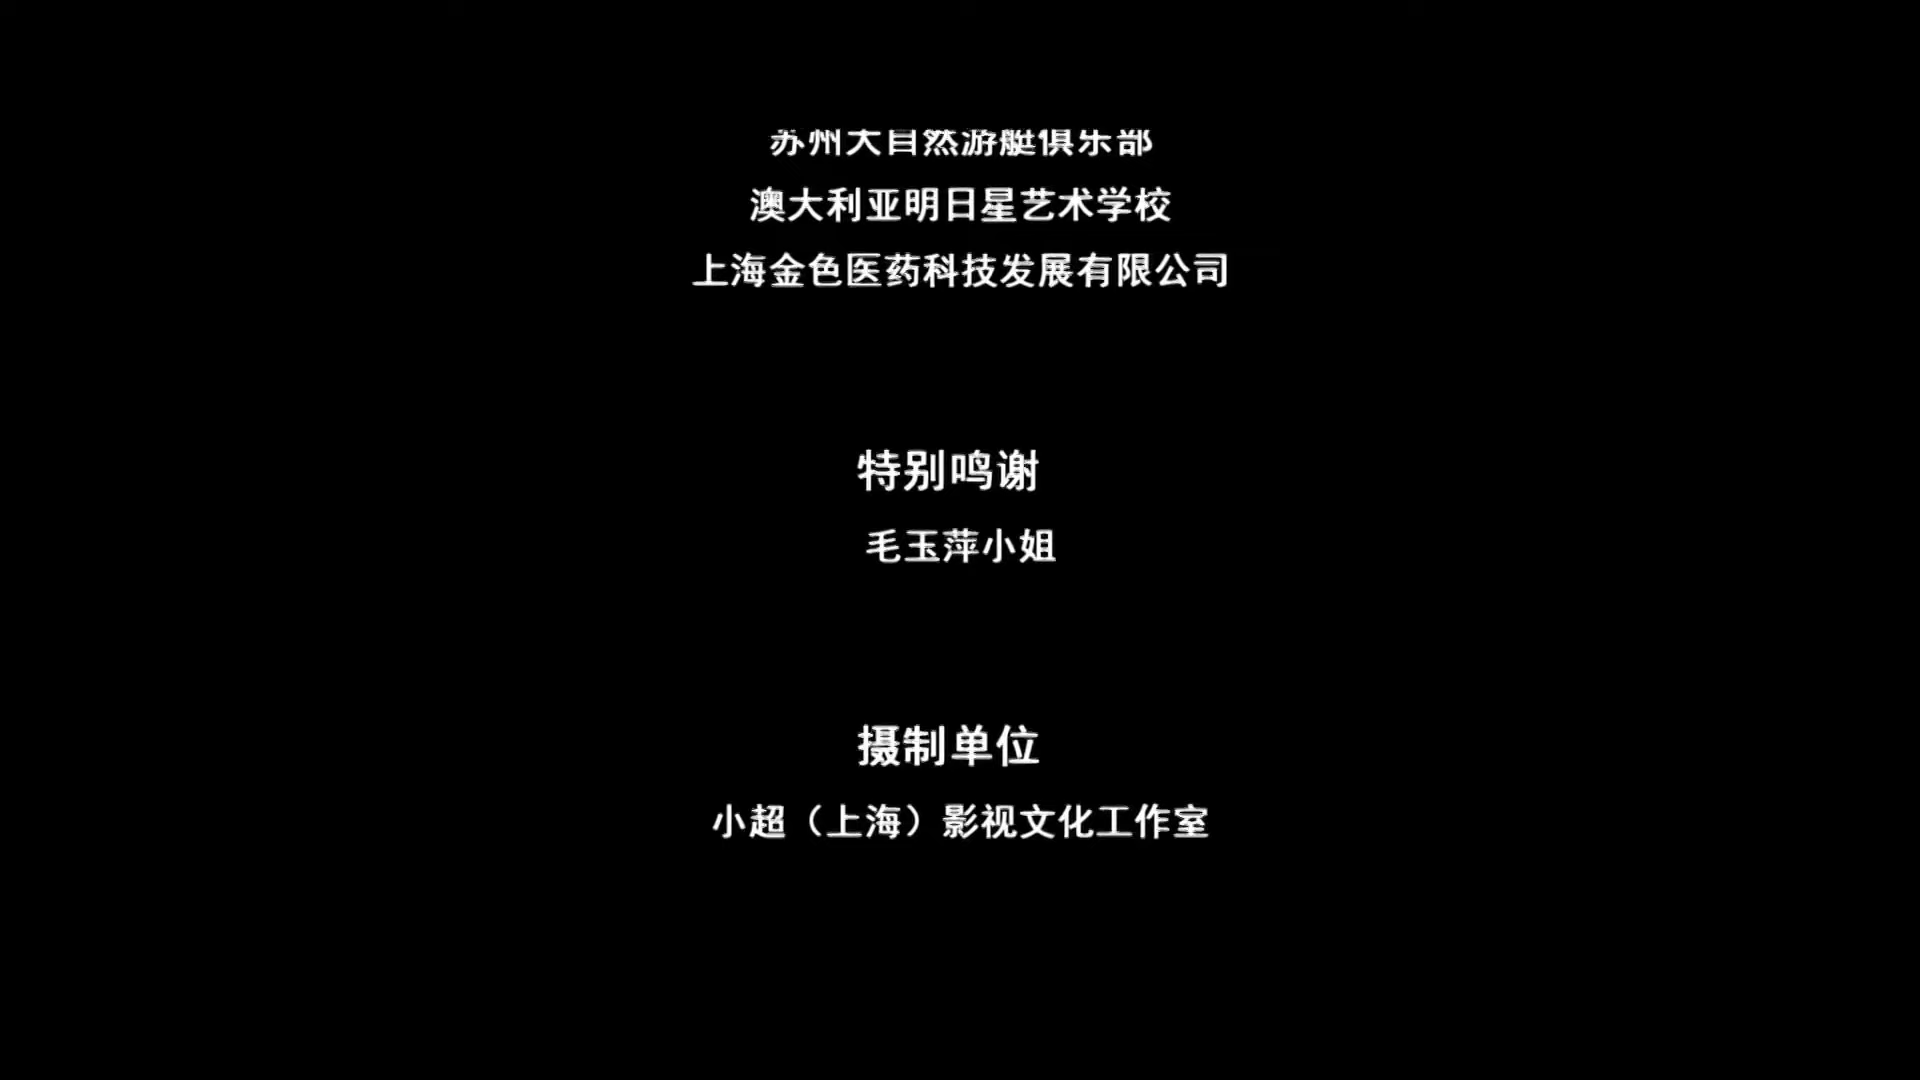 苏州大自然游艇俱乐部
澳大利亚明日星艺术学校
上海金色医药科技发展有限公司
特别鸣谢
毛玉萍小姐
摄制单位
小超（上海）影视文化工作室